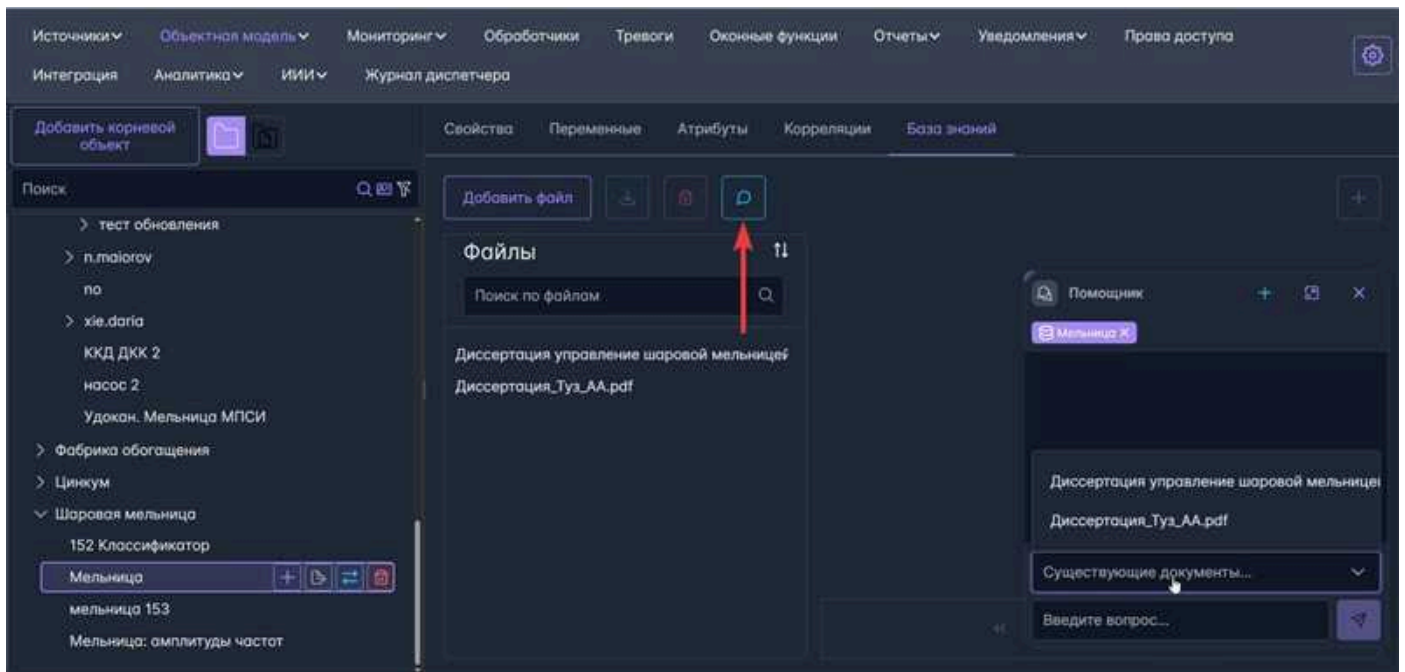 Источники Объектная модель Мониторинг Обработчики Тревоги Оконные функции Отчеты Уведомления Права доступа
Интеграция Аналитика ИИИ Журнал диспетчера
Добавить корневой
объект
Свойства Переменные Атрибуты Корреляции База знаний
Поиск
Добавить файл
тест обновления
n.maiorov
по
xie.daria
ККД ДКК 2
насос 2
Удокан. Мельница МПСИ
Фабрика обогащения
Цинкум
Шаровая мельница
152 Классификатор
Мельница
мельница 153
Мельница: амплитуды частот
Файлы
Поиск по файлам
Диссертация управление шаровой мельницей
Диссертация_Туз_АА.pdf
Помощник
Мельница
Диссертация управление шаровой мельницей
Диссертация_Туз_АА.pdf
Существующие документы...
Введите вопрос...